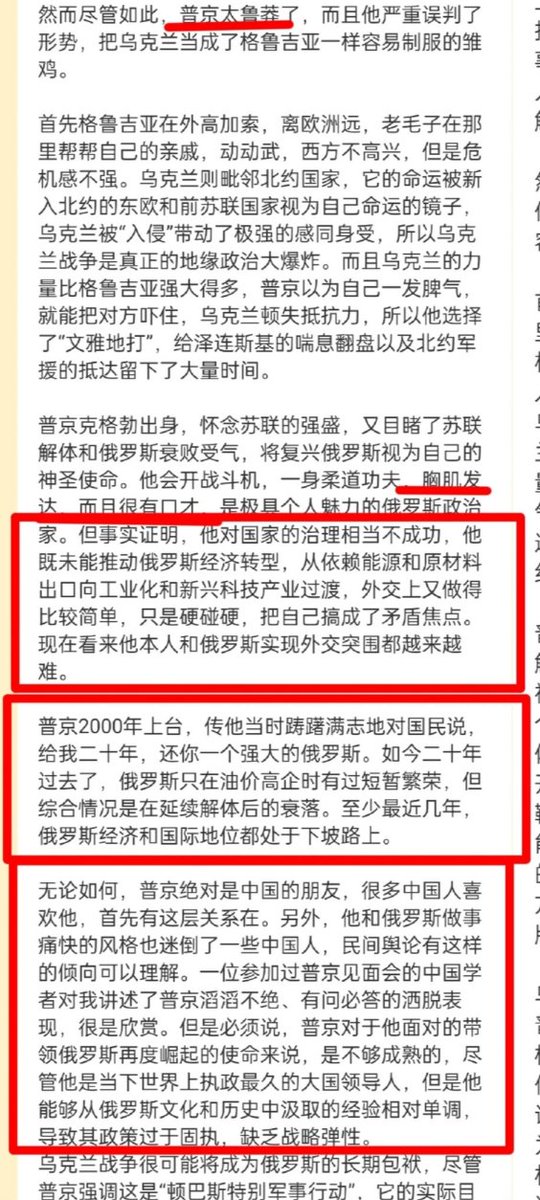 然而尽管如此，普京太鲁莽了，而且他严重误判了
形势，把乌克兰当成了格鲁吉亚一样容易制服的雏
鸡。
首先格鲁吉亚在外高加索，离欧洲远，老毛子在那
里帮帮自己的亲戚，动动武，西方不高兴，但是危
机感不强。乌克兰则毗邻北约国家，它的命运被新
入北约的东欧和前苏联国家视为自己命运的镜子，
乌克兰被“入侵”带动了极强的感同身受，所以乌克
兰战争是真正的地缘政治大爆炸。而且乌克兰的力
量比格鲁吉亚强大得多，普京以为自己一发脾气，
就能把对方吓住，乌克兰顿失抵抗力，所以他选择
了“文雅地打”，给泽连斯基的喘息翻盘以及北约军
援的抵达留下了大量时间。
普京克格勃出身，怀念苏联的强盛，又目睹了苏联
解体和俄罗斯衰败受气，将复兴俄罗斯视为自己的
神圣使命。他会开战斗机，一身柔道功夫，胸肌发
达，而且很有口才，是极具个人魅力的俄罗斯政治
家。但事实证明，他对国家的治理相当不成功，他
既未能推动俄罗斯经济转型，从依赖能源和原材料
出口向工业化和新兴科技产业过渡，外交上又做得
比较简单，只是硬碰硬，把自己搞成了矛盾焦点。
现在看来他本人和俄罗斯实现外交突围都越来越
难。
普京2000年上台，传他当时踌躇满志地对国民说，
给我二十年，还你一个强大的俄罗斯。如今二十年
过去了，俄罗斯只在油价高企时有过短暂繁荣，但
综合情况是在延续解体后的衰落。至少最近几年，
俄罗斯经济和国际地位都处于下坡路上。
无论如何，普京绝对是中国的朋友，很多中国人喜
欢他，首先有这层关系在。另外，他和俄罗斯做事
痛快的风格也迷倒了一些中国人，民间舆论有这样
的倾向可以理解。一位参加过普京见面会的中国学
者对我讲述了普京滔滔不绝、有问必答的洒脱表
现，很是欣赏。但是必须说，普京对于他面对的带
领俄罗斯再度崛起的使命来说，是不够成熟的，尽
管他是当下世界上执政最久的大国领导人，但是他
能够从俄罗斯文化和历史中汲取的经验相对单调，
导致其政策过于固执，缺乏战略弹性。
乌克兰战争很可能将成为俄罗斯的长期包袱，尽管
普京强调这是“顿巴斯特别军事行动”，它的实际目